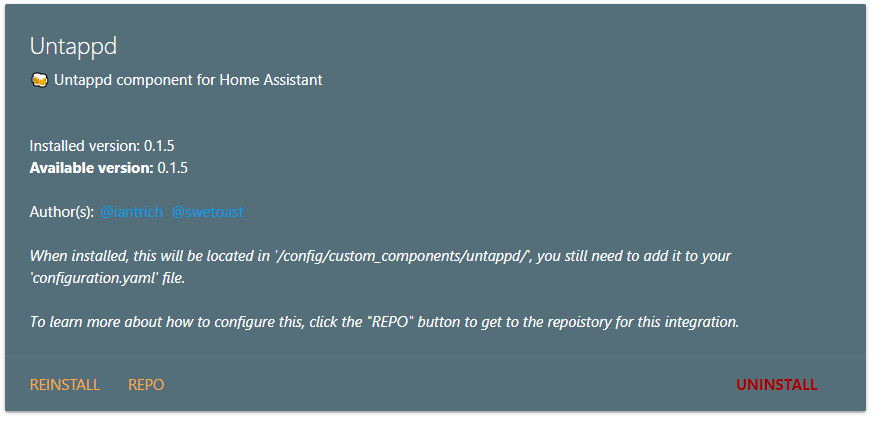 Untappd
🍻 Untappd component for Home Assistant
Installed version: 0.1.5
Available version: 0.1.5
Author(s): @iantrich @swetoast
When installed, this will be located in '/config/custom_components/untappd/', you still need to add it to your
'configuration.yaml' file.
To learn more about how to configure this, click the "REPO" button to get to the repoistory for this integration.
REINSTALL REPO UNINSTALL